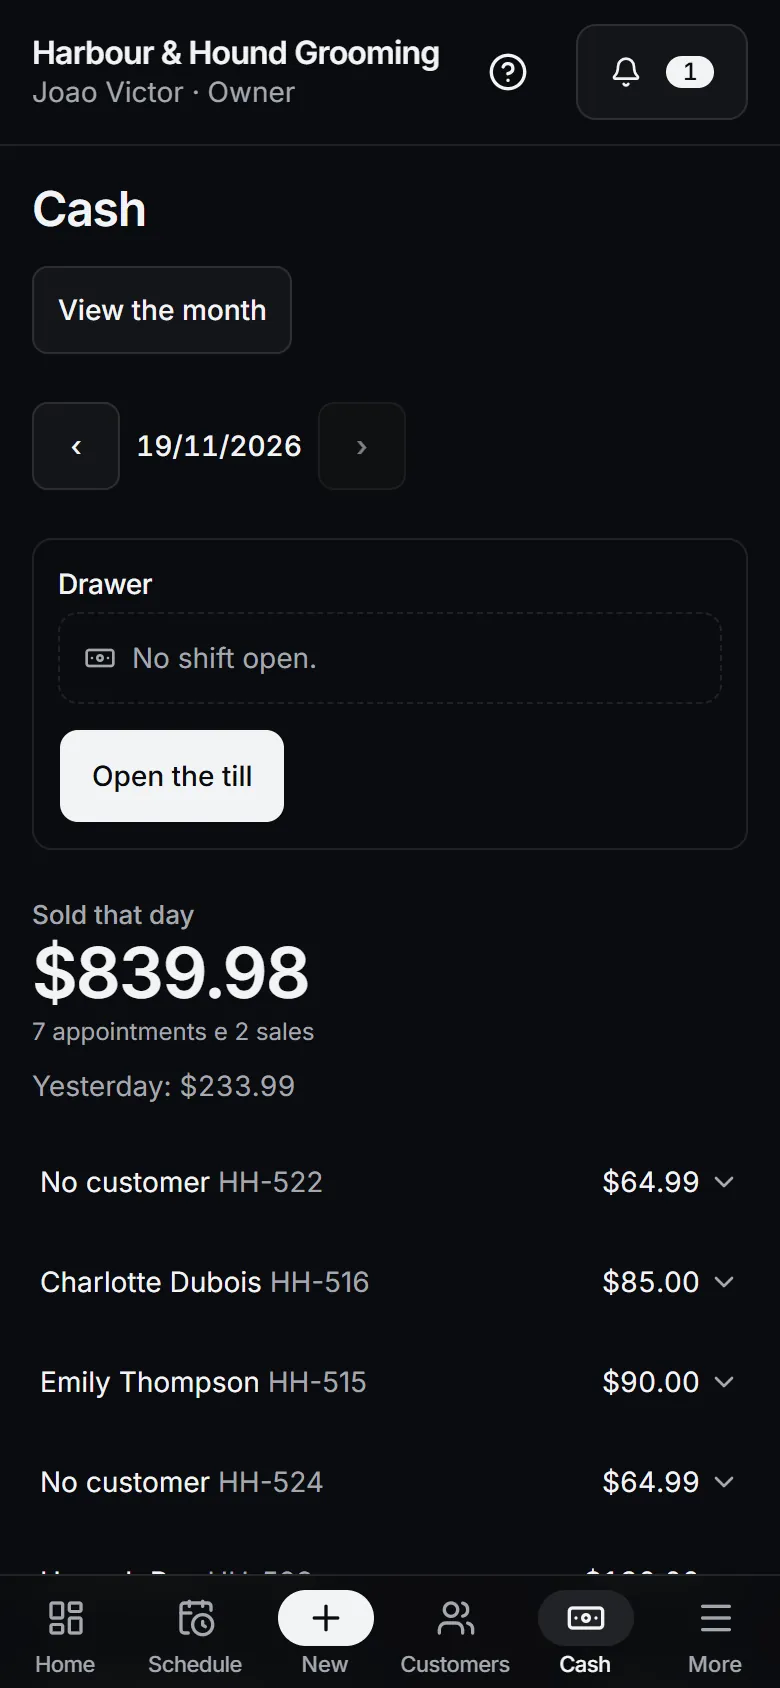 Harbour & Hound Grooming
Joao Victor · Owner
1
Cash
View the month
‹ 19/11/2026 ›
Drawer
No shift open.
Open the till
Sold that day
$839.98
7 appointments e 2 sales
Yesterday: $233.99
No customer HH-522 $64.99
Charlotte Dubois HH-516 $85.00
Emily Thompson HH-515 $90.00
No customer HH-524 $64.99
Home Schedule New Customers Cash More